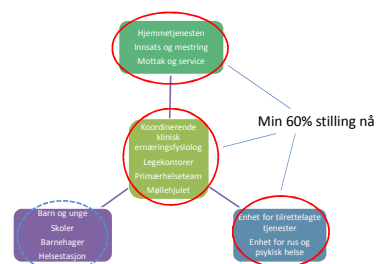 Hjemmetjenesten
Innsats og mestring
Mottak og service
Min 60% stilling nå
Koordinerende
klinisk
ernæringsfysiolog
Legekontorer
Primærhelseteam
Møllehjulet
Barn og unge
Skoler
Barnehager
Helsestasjon
Enhet for tilrettelagte
tjenester
Enhet for rus og
psykisk helse